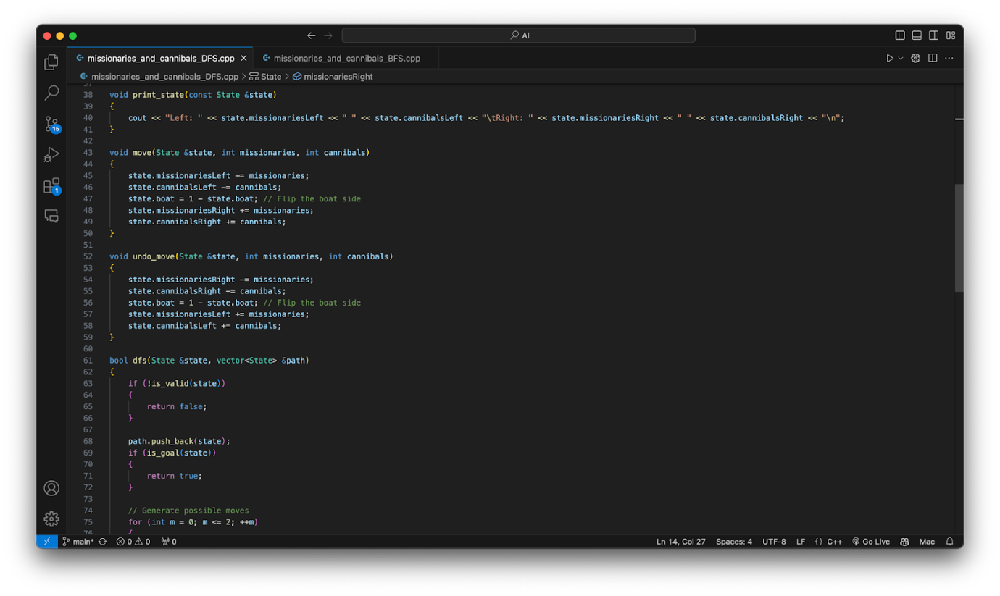 AI
missionaries_and_cannibals_DFS.cpp
missionaries_and_cannibals_BFS.cpp
missionaries_and_cannibals_DFS.cpp > State > missionariesRight
15
1
37
38 void print_state(const State &state)
39 {
40 cout << "Left: " << state.missionariesLeft << " " << state.cannibalsLeft << "\tRight: " << state.missionariesRight << " " << state.cannibalsRight << "\n";
41 }
42
43 void move(State &state, int missionaries, int cannibals)
44 {
45 state.missionariesLeft -= missionaries;
46 state.cannibalsLeft -= cannibals;
47 state.boat = 1 - state.boat; // Flip the boat side
48 state.missionariesRight += missionaries;
49 state.cannibalsRight += cannibals;
50 }
51
52 void undo_move(State &state, int missionaries, int cannibals)
53 {
54 state.missionariesRight -= missionaries;
55 state.cannibalsRight -= cannibals;
56 state.boat = 1 - state.boat; // Flip the boat side
57 state.missionariesLeft += missionaries;
58 state.cannibalsLeft += cannibals;
59 }
60
61 bool dfs(State &state, vector<State> &path)
62 {
63 if (!is_valid(state))
64 {
65 return false;
66 }
67
68 path.push_back(state);
69 if (is_goal(state))
70 {
71 return true;
72 }
73
74 // Generate possible moves
75 for (int m = 0; m <= 2; ++m)
76 {
main* 0 0 0 Ln 14, Col 27 Spaces: 4 UTF-8 LF {} C++ Go Live Mac